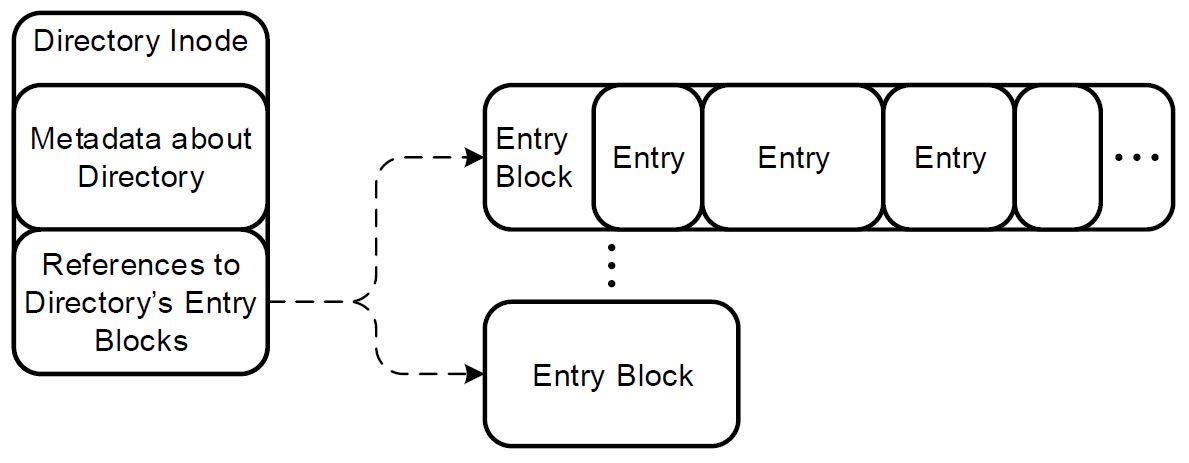 Directory Inode
Metadata about
Directory
References to
Directory's Entry
Blocks
Entry
Block
Entry
Entry
Entry
Entry Block